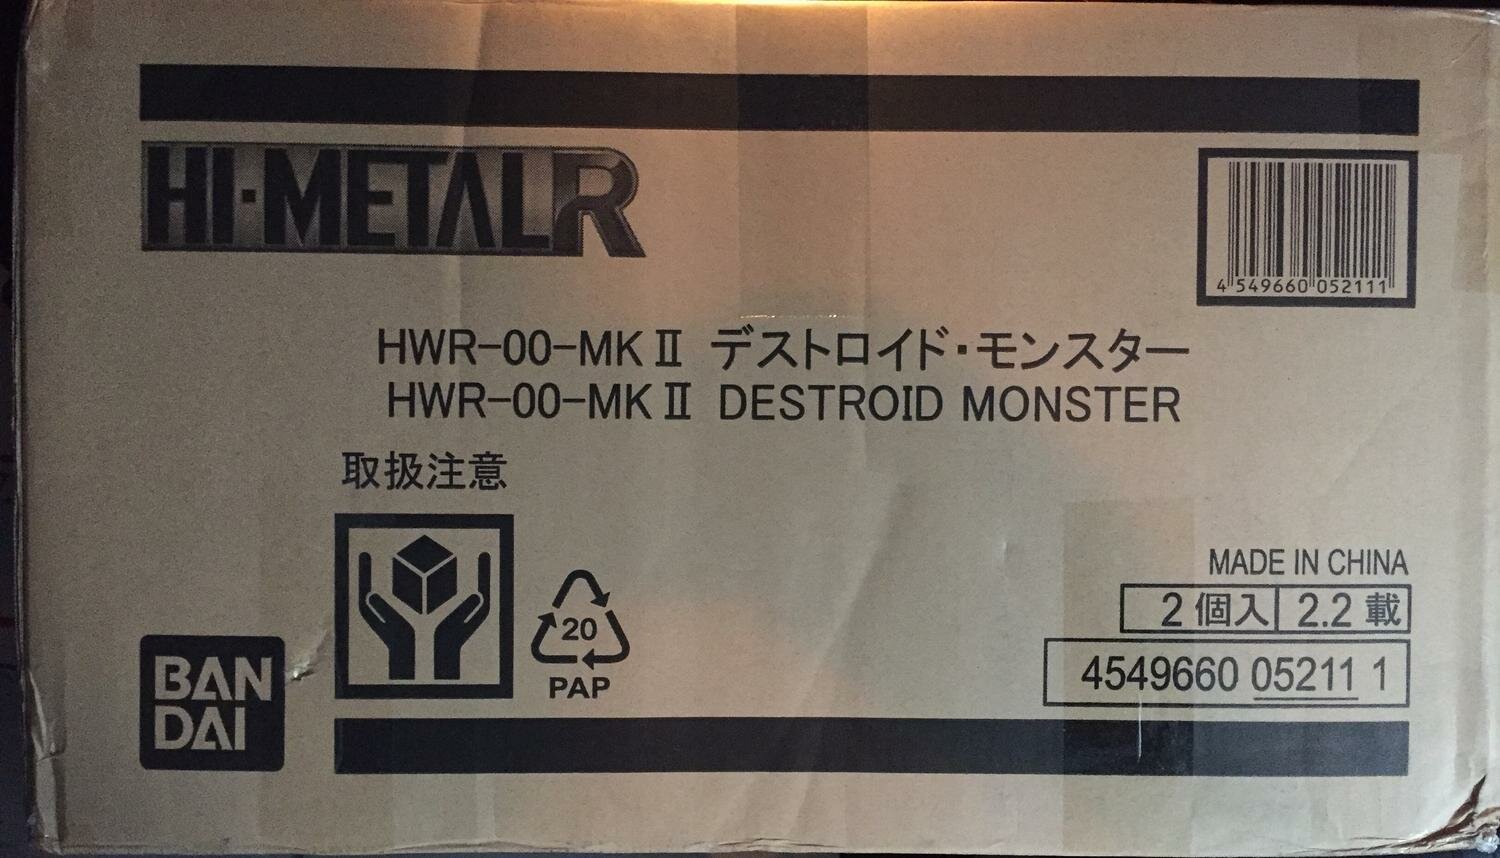 HI-METAL R
4 549660 052111
HWR-00-MKⅡ デストロイド・モンスター
HWR-00-MKⅡ DESTROID MONSTER
取扱注意
20
PAP
BAN
DAI
MADE IN CHINA
2 個入 2.2 載
4549660 05211 1